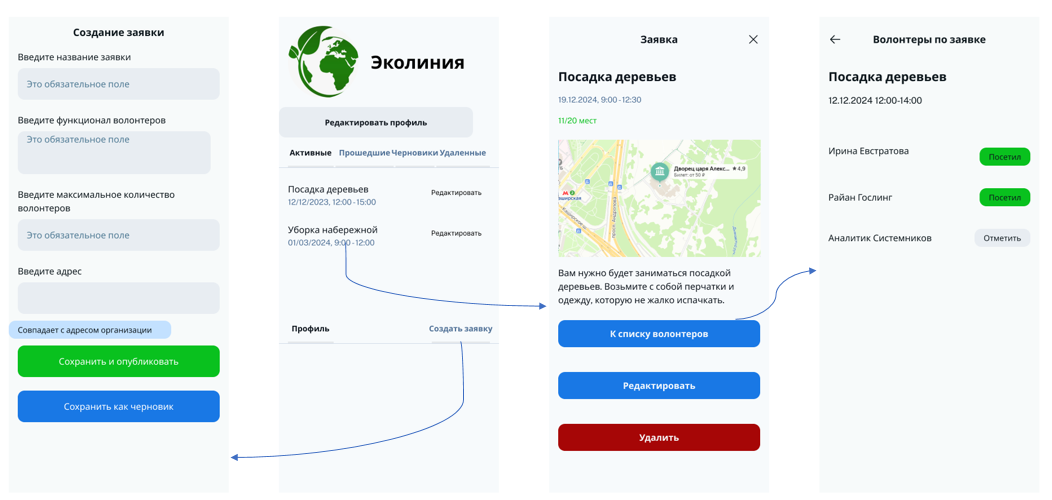 Создание заявки
Введите название заявки
Это обязательное поле
Введите функционал волонтеров
Это обязательное поле
Введите максимальное количество
волонтеров
Это обязательное поле
Введите адрес
Совпадает с адресом организации
Сохранить и опубликовать
Сохранить как черновик
Эколиния
Редактировать профиль
Активные Прошедшие Черновики Удаленные
Посадка деревьев
Редактировать
12/12/2023, 12:00-15:00
Уборка набережной
Редактировать
01/03/2024, 9:00-12:00
Профиль Создать заявку
Заявка
Посадка деревьев
19.12.2024, 9:00-12:30
11/20 мест
Дворец царя Алекс... ★4,9
Билет: от 50 ₽
Вам нужно будет заниматься посадкой
деревьев. Возьмите с собой перчатки и
одежду, которую не жалко испачкать.
К списку волонтеров
Редактировать
Удалить
Волонтеры по заявке
Посадка деревьев
12.12.2024 12:00-14:00
Ирина Евстратова
Посетил
Райан Гослинг
Посетил
Аналитик Системников
Отметить